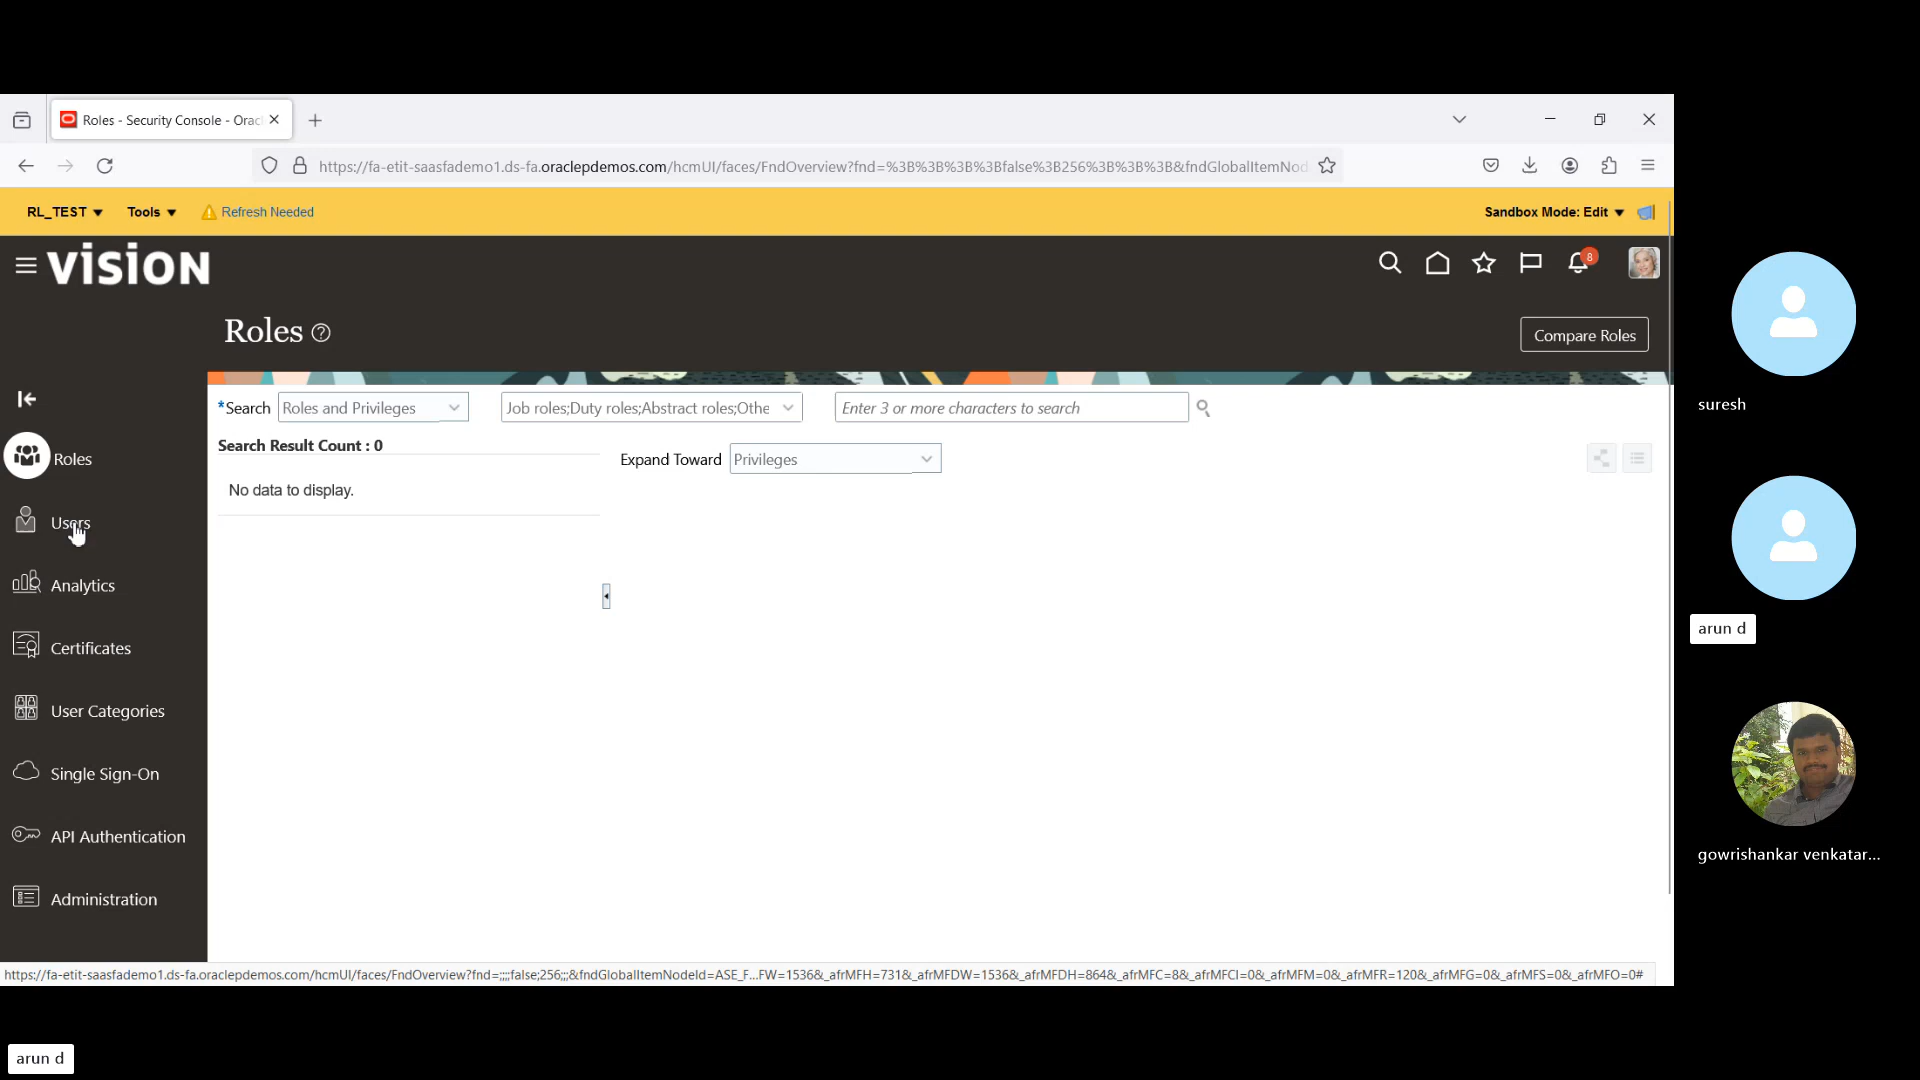 Roles - Security Console - Orac
https://fa-etit-saasfademo1.ds-fa.oraclepdemos.com/hcmUI/faces/FndOverview?fnd=%3B%3B%3B%3Bfalse%3B256%3B%3B%3B&fndGlobalItemNod
RL_TEST Tools Refresh Needed Sandbox Mode: Edit
VISION
8
Roles ?
Compare Roles
*Search Roles and Privileges Job roles;Duty roles;Abstract roles;Othe Enter 3 or more characters to search
Search Result Count : 0
Expand Toward Privileges
No data to display.
Roles
Users
Analytics
Certificates
User Categories
Single Sign-On
API Authentication
Administration
https://fa-etit-saasfademo1.ds-fa.oraclepdemos.com/hcmUI/faces/FndOverview?fnd=;;;;false;256;;;&fndGlobalItemNodeId=ASE_F...FW=1536&_afrMFH=731&_afrMFDW=1536&_afrMFDH=864&_afrMFC=8&_afrMFCI=0&_afrMFM=0&_afrMFR=120&_afrMFG=0&_afrMFS=0&_afrMFO=0#
suresh
arun d
gowrishankar venkatar...
arun d